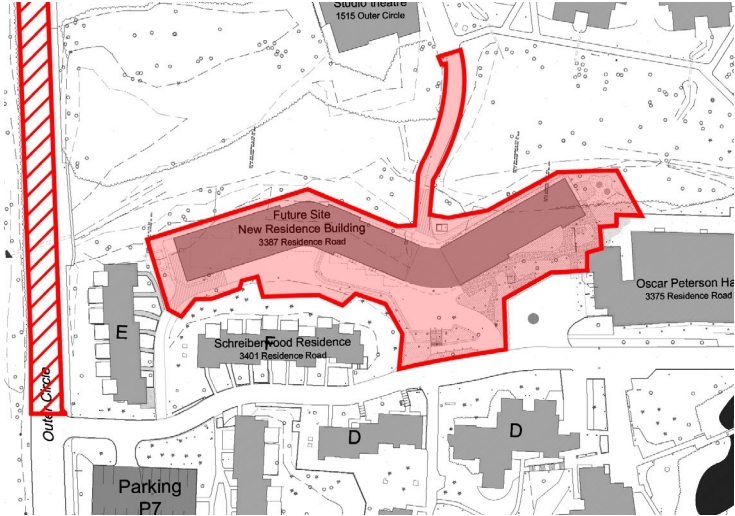 Studio theatre
1515 Outer Circle
Future Site
New Residence Building
3387 Residence Road
Oscar Peterson Ha
3375 Residence Road
E
Schreiberwood Residence
F
3401 Residence Road
Outer Circle
D
D
Parking
P7